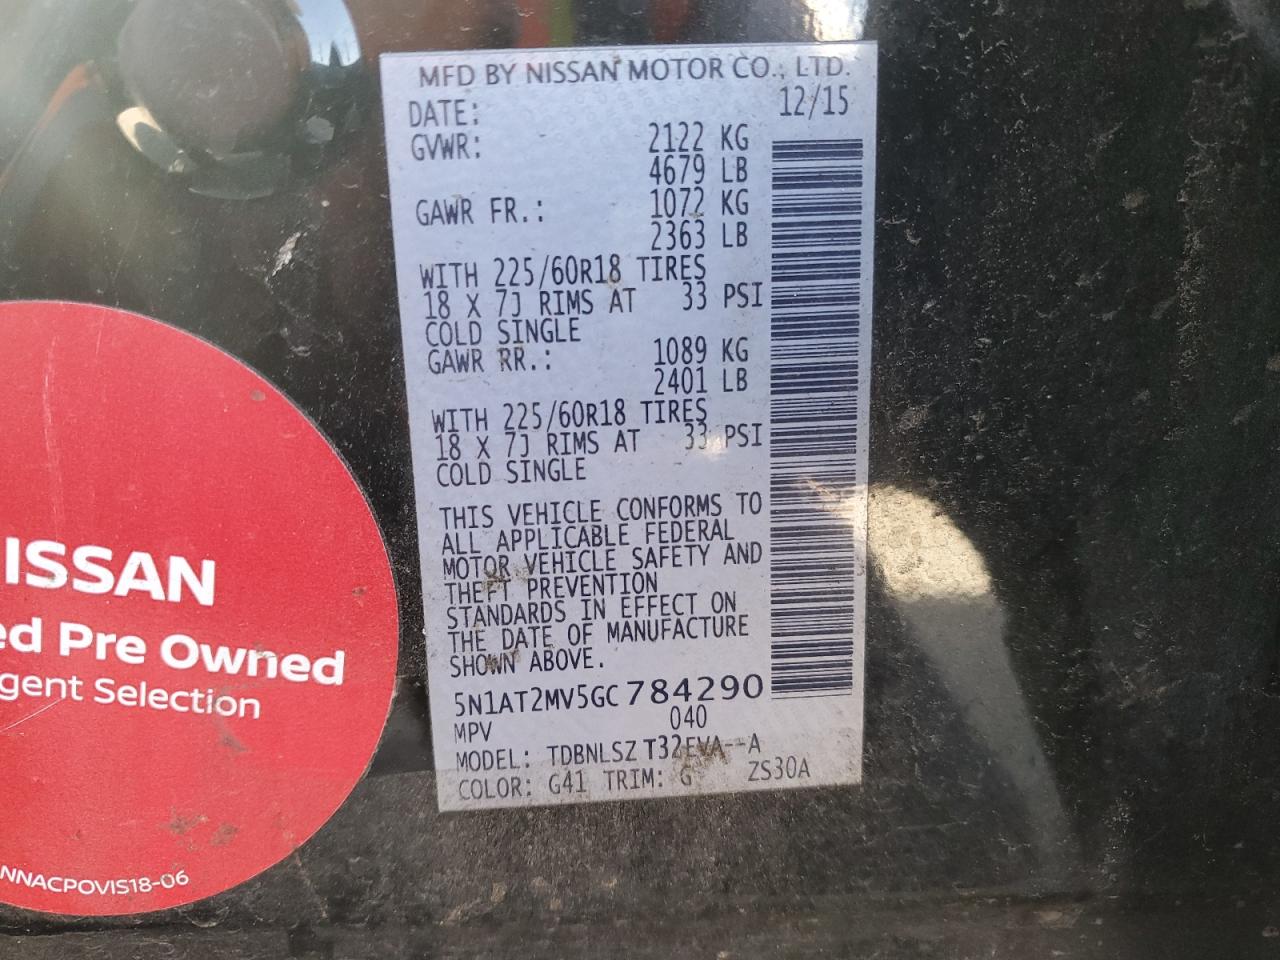 MFD BY NISSAN MOTOR CO., LTD.
DATE: 12/15
GVWR: 2122 KG
4679 LB
GAWR FR.: 1072 KG
2363 LB
WITH 225/60R18 TIRES
18 X 7J RIMS AT 33 PSI
COLD SINGLE
GAWR RR.: 1089 KG
2401 LB
WITH 225/60R18 TIRES
18 X 7J RIMS AT 33 PSI
COLD SINGLE
THIS VEHICLE CONFORMS TO
ALL APPLICABLE FEDERAL
MOTOR VEHICLE SAFETY AND
THEFT PREVENTION
STANDARDS IN EFFECT ON
THE DATE OF MANUFACTURE
SHOWN ABOVE.
5N1AT2MV5GC784290
MPV 040
MODEL: TDBNLSZ T32EVA--A
COLOR: G41 TRIM: G ZS30A
ISSAN
ed Pre Owned
gent Selection
NNACPOVIS18-06